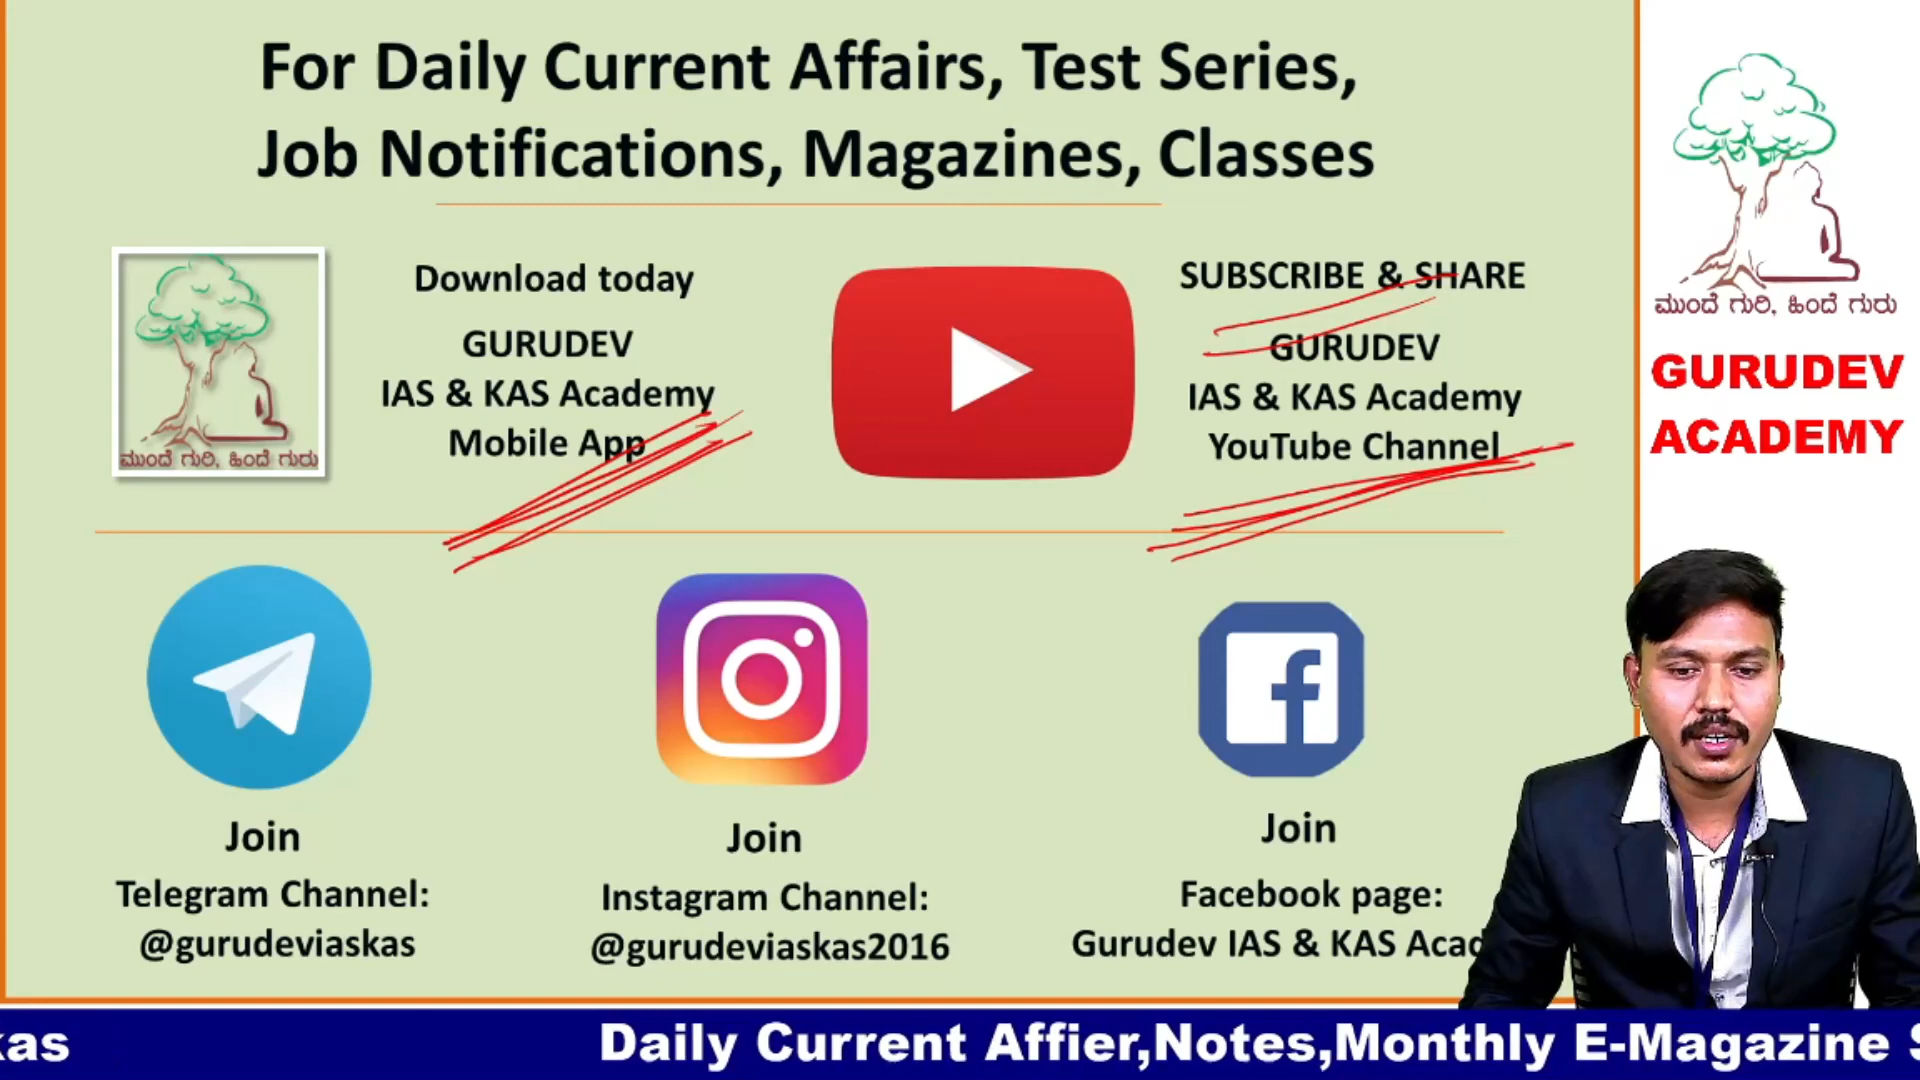 For Daily Current Affairs, Test Series,
Job Notifications, Magazines, Classes
Download today
GURUDEV
IAS & KAS Academy
Mobile App
ಮುಂದೆ ಗುರಿ, ಹಿಂದೆ ಗುರು
SUBSCRIBE & SHARE
GURUDEV
IAS & KAS Academy
YouTube Channel
ಮುಂದೆ ಗುರಿ, ಹಿಂದೆ ಗುರು
GURUDEV
ACADEMY
Join
Telegram Channel:
@gurudeviaskas
Join
Instagram Channel:
@gurudeviaskas2016
Join
Facebook page:
Gurudev IAS & KAS Acad
kas
Daily Current Affier,Notes,Monthly E-Magazine S